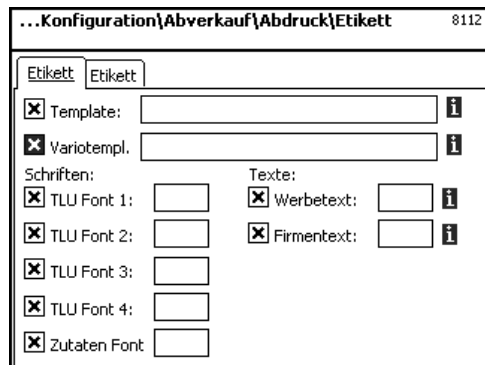 ...Konfiguration\Abverkauf\Abdruck\Etikett 8112
Etikett Etikett
Template:
Variotempl.
Schriften: Texte:
TLU Font 1: Werbetext:
TLU Font 2: Firmentext:
TLU Font 3:
TLU Font 4:
Zutaten Font